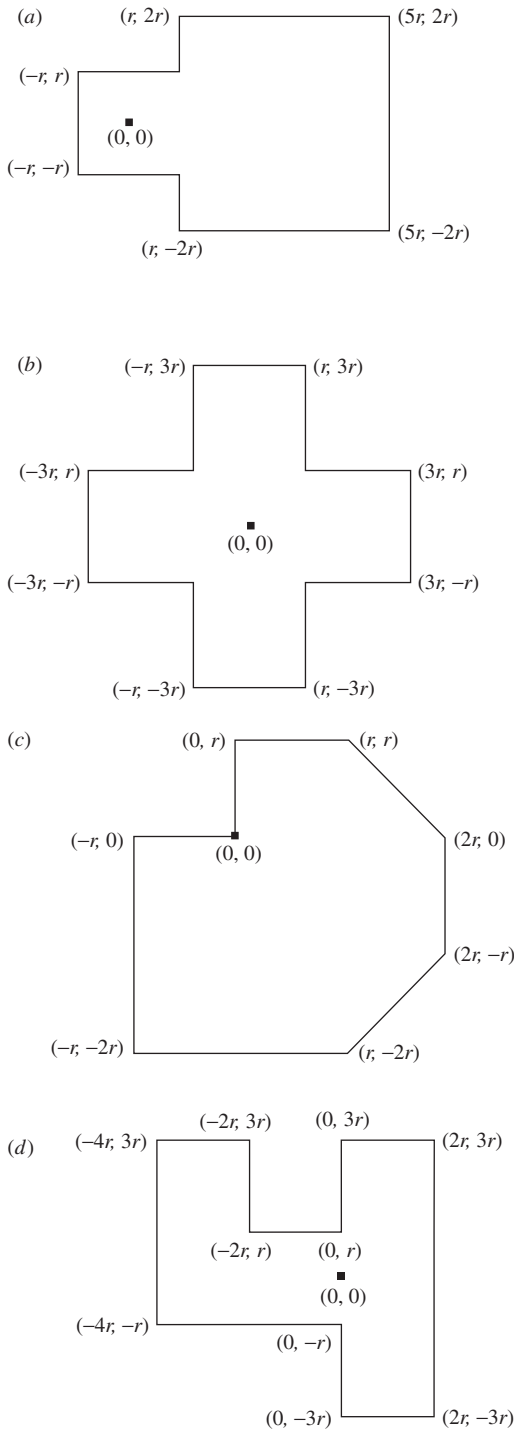 (a)
(r, 2r)
(5r, 2r)
(–r, r)
(0, 0)
(–r, –r)
(r, –2r)
(5r, –2r)
(b)
(–r, 3r)
(r, 3r)
(–3r, r)
(3r, r)
(0, 0)
(–3r, –r)
(3r, –r)
(–r, –3r)
(r, –3r)
(c)
(0, r)
(r, r)
(–r, 0)
(0, 0)
(2r, 0)
(2r, –r)
(–r, –2r)
(r, –2r)
(d)
(–4r, 3r)
(–2r, 3r)
(0, 3r)
(2r, 3r)
(–2r, r)
(0, r)
(0, 0)
(–4r, –r)
(0, –r)
(0, –3r)
(2r, –3r)